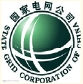 国家电网公司
STATE GRID CORPORATION OF CHINA